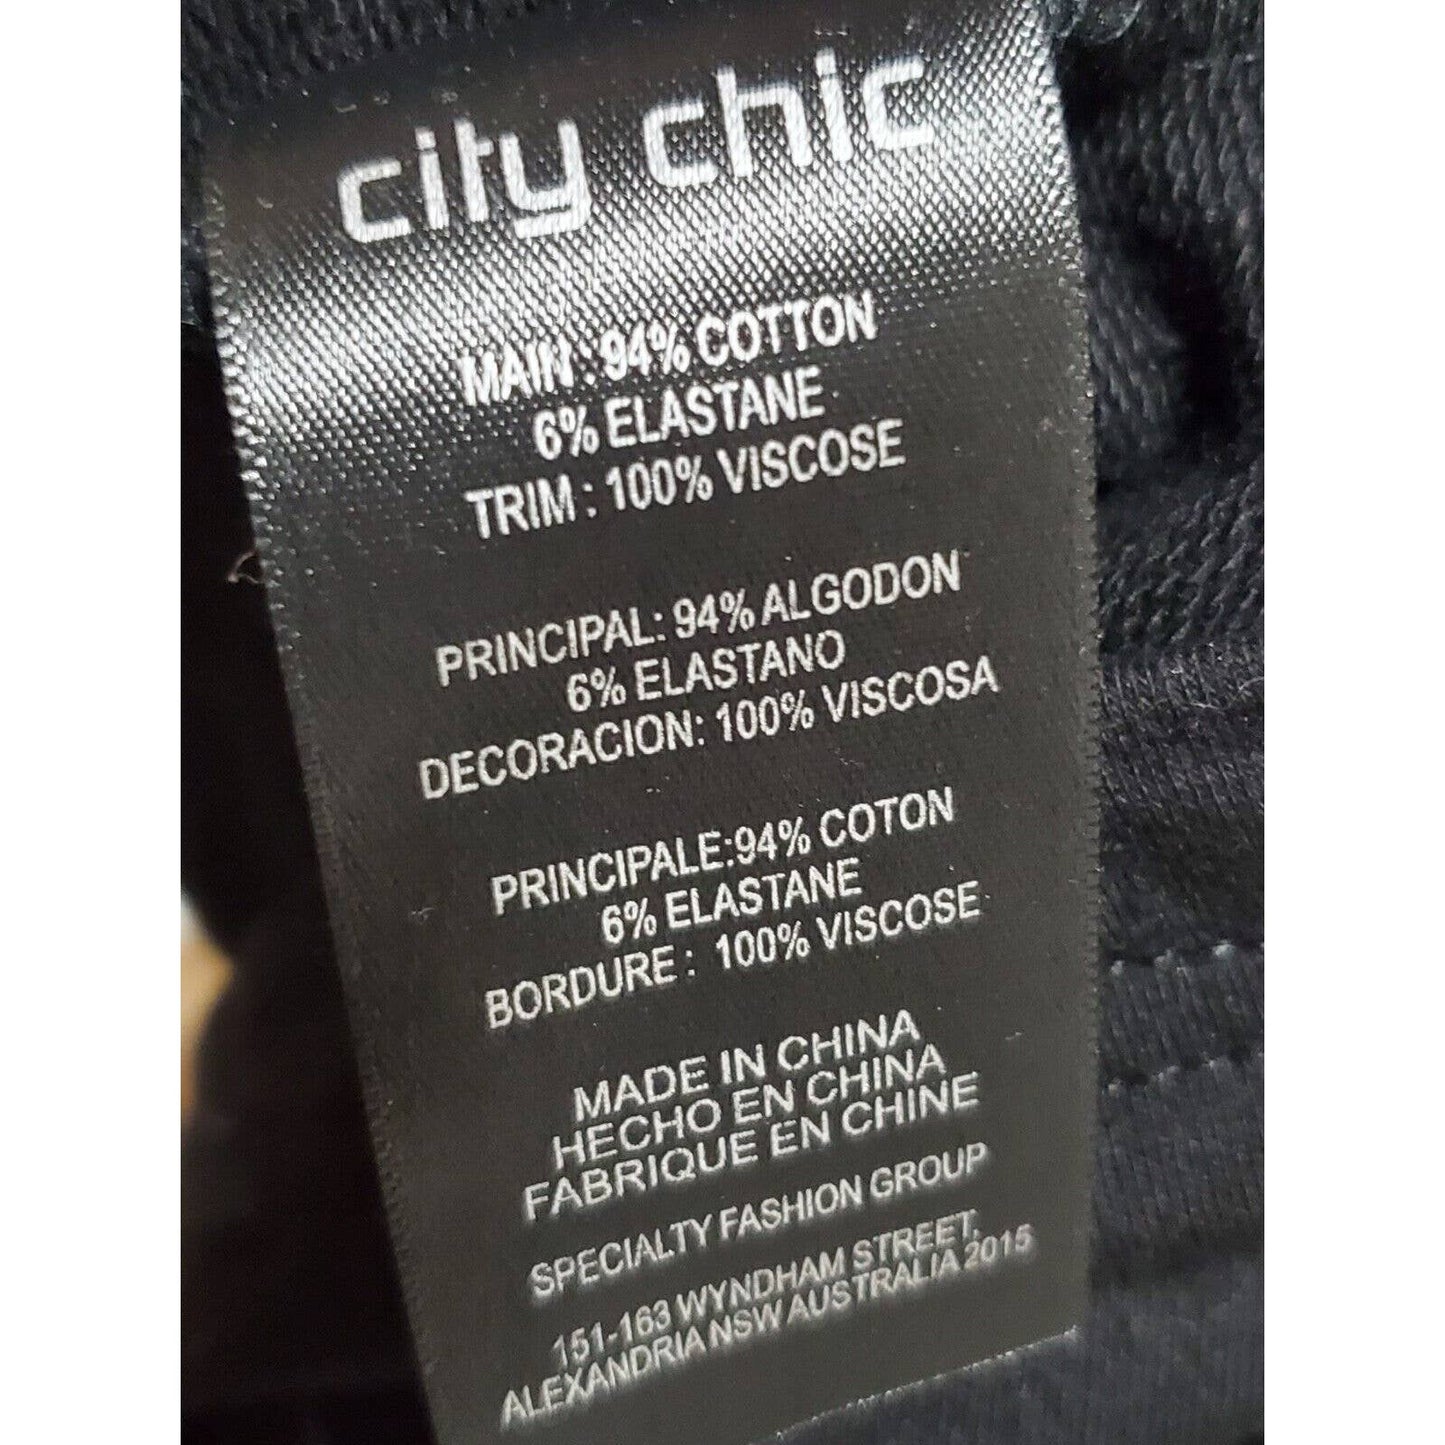 city chic
MAIN : 94% COTTON
6% ELASTANE
TRIM : 100% VISCOSE
PRINCIPAL: 94% ALGODON
6% ELASTANO
DECORACION: 100% VISCOSA
PRINCIPALE:94% COTON
6% ELASTANE
BORDURE : 100% VISCOSE
MADE IN CHINA
HECHO EN CHINA
FABRIQUE EN CHINE
SPECIALTY FASHION GROUP
151-163 WYNDHAM STREET,
ALEXANDRIA NSW AUSTRALIA 2015